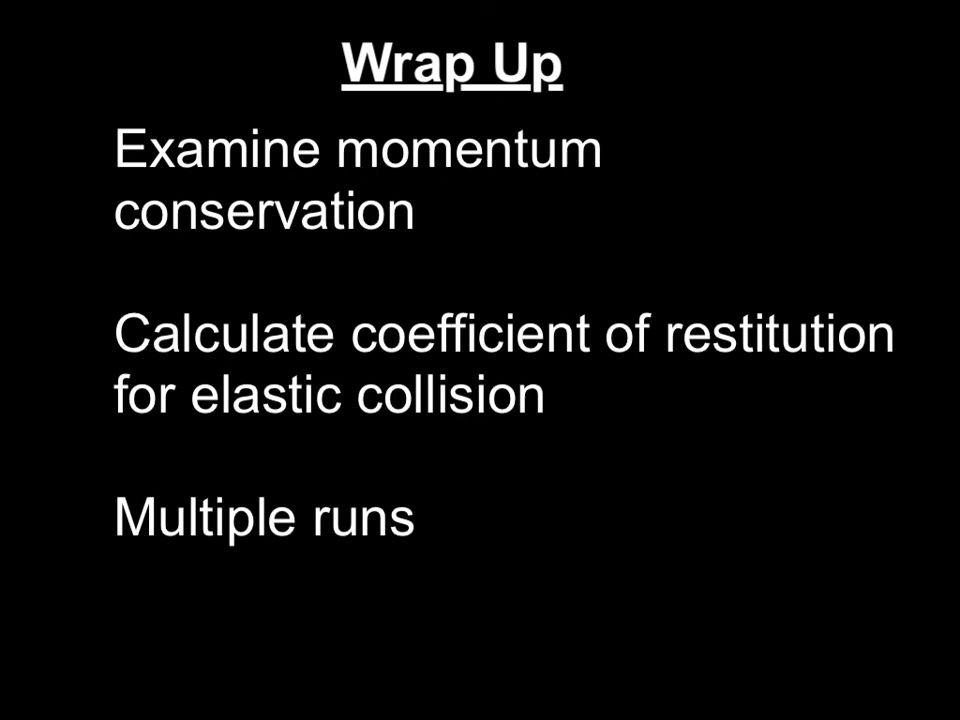 Wrap Up
Examine momentum
conservation
Calculate coefficient of restitution
for elastic collision
Multiple runs